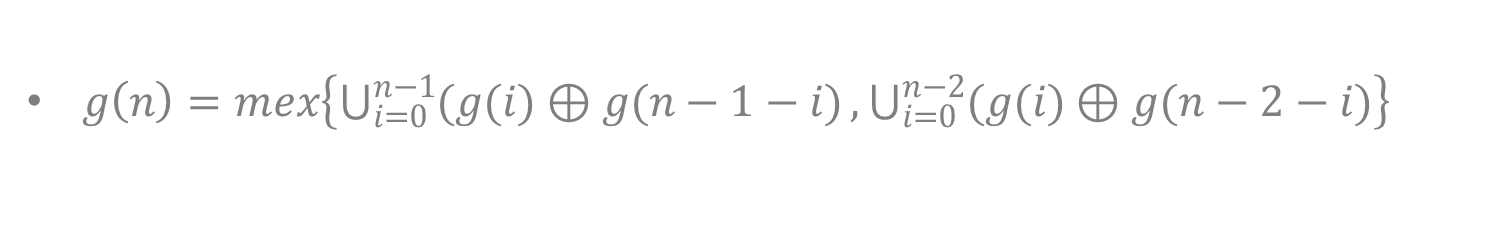 • g(n) = mex{⋃_{i=0}^{n−1}(g(i) ⊕ g(n − 1 − i) , ⋃_{i=0}^{n−2}(g(i) ⊕ g(n − 2 − i)}